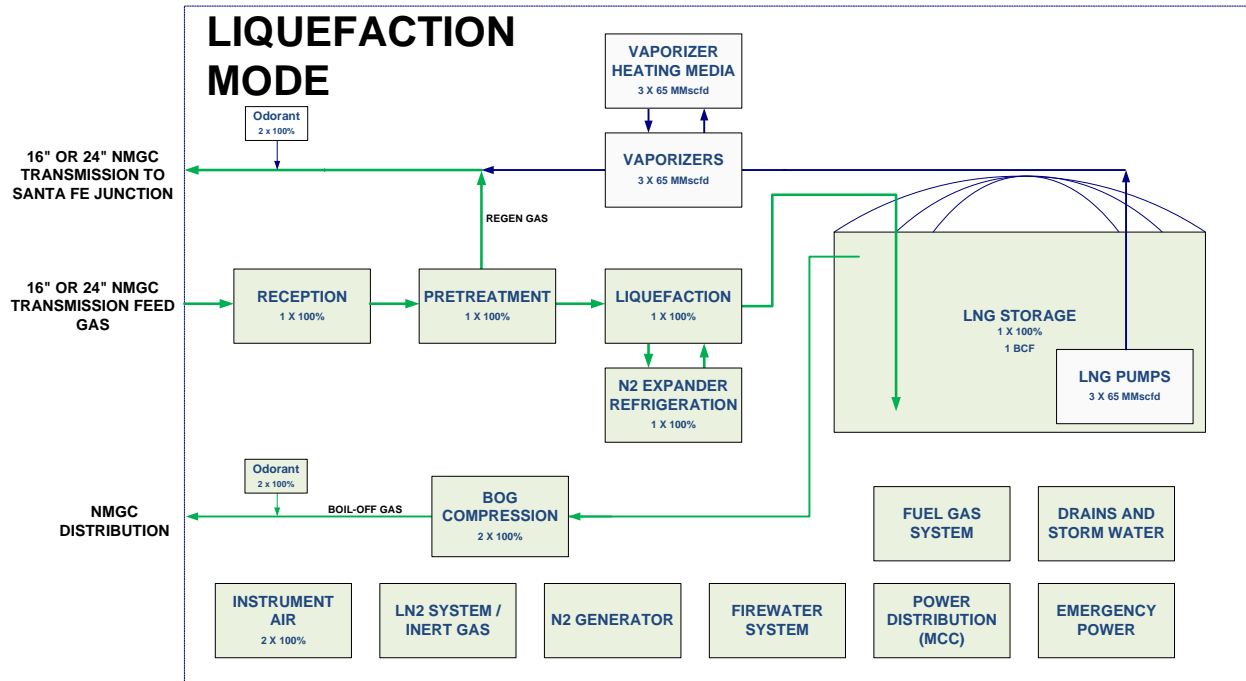 LIQUEFACTION
MODE
VAPORIZER
HEATING MEDIA
3 X 65 MMscfd
Odorant
2 x 100%
VAPORIZERS
3 X 65 MMscfd
16" OR 24" NMGC
TRANSMISSION TO
SANTA FE JUNCTION
REGEN GAS
16" OR 24" NMGC
TRANSMISSION FEED
GAS
RECEPTION
1 X 100%
PRETREATMENT
1 X 100%
LIQUEFACTION
1 X 100%
LNG STORAGE
1 X 100%
1 BCF
LNG PUMPS
3 X 65 MMscfd
N2 EXPANDER
REFRIGERATION
1 X 100%
Odorant
2 x 100%
NMGC
DISTRIBUTION
BOIL-OFF GAS
BOG
COMPRESSION
2 X 100%
FUEL GAS
SYSTEM
DRAINS AND
STORM WATER
INSTRUMENT
AIR
2 X 100%
LN2 SYSTEM /
INERT GAS
N2 GENERATOR
FIREWATER
SYSTEM
POWER
DISTRIBUTION
(MCC)
EMERGENCY
POWER